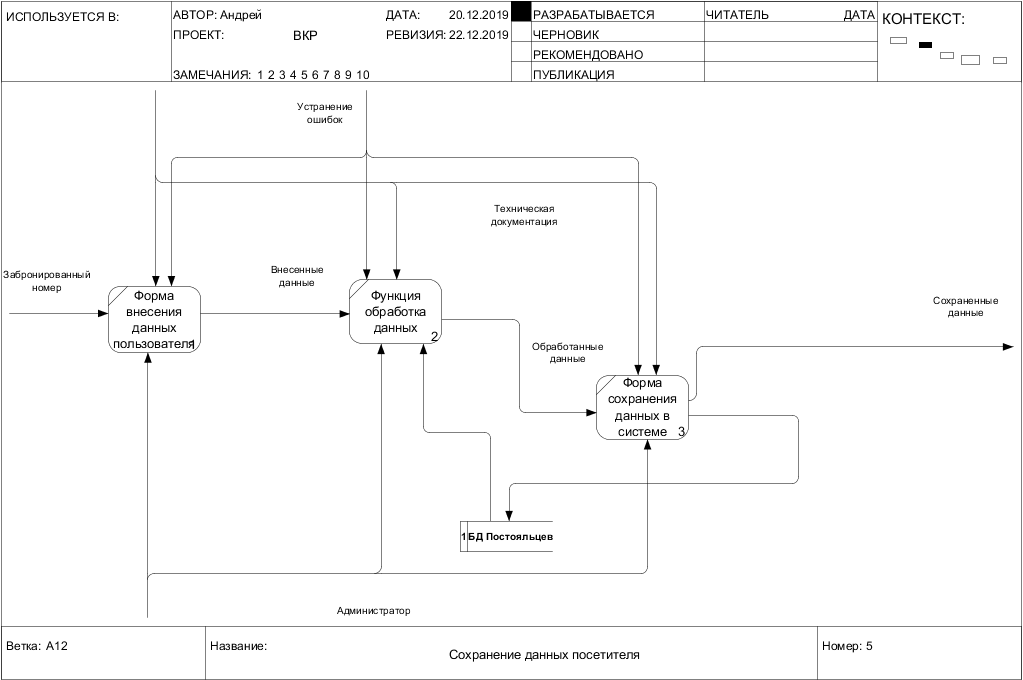 ИСПОЛЬЗУЕТСЯ В:
АВТОР: Андрей
ДАТА: 20.12.2019
ПРОЕКТ: ВКР
РЕВИЗИЯ: 22.12.2019
ЗАМЕЧАНИЯ: 1 2 3 4 5 6 7 8 9 10
РАЗРАБАТЫВАЕТСЯ
ЧЕРНОВИК
РЕКОМЕНДОВАНО
ПУБЛИКАЦИЯ
ЧИТАТЕЛЬ ДАТА
КОНТЕКСТ:
Устранение
ошибок
Техническая
документация
Забронированный
номер
Форма
внесения
данных
пользователя
1
Внесенные
данные
Функция
обработка
данных
2
Обработанные
данные
Форма
сохранения
данных в
системе 3
Сохраненные
данные
1 БД Постояльцев
Администратор
Ветка: A12
Название:
Сохранение данных посетителя
Номер: 5